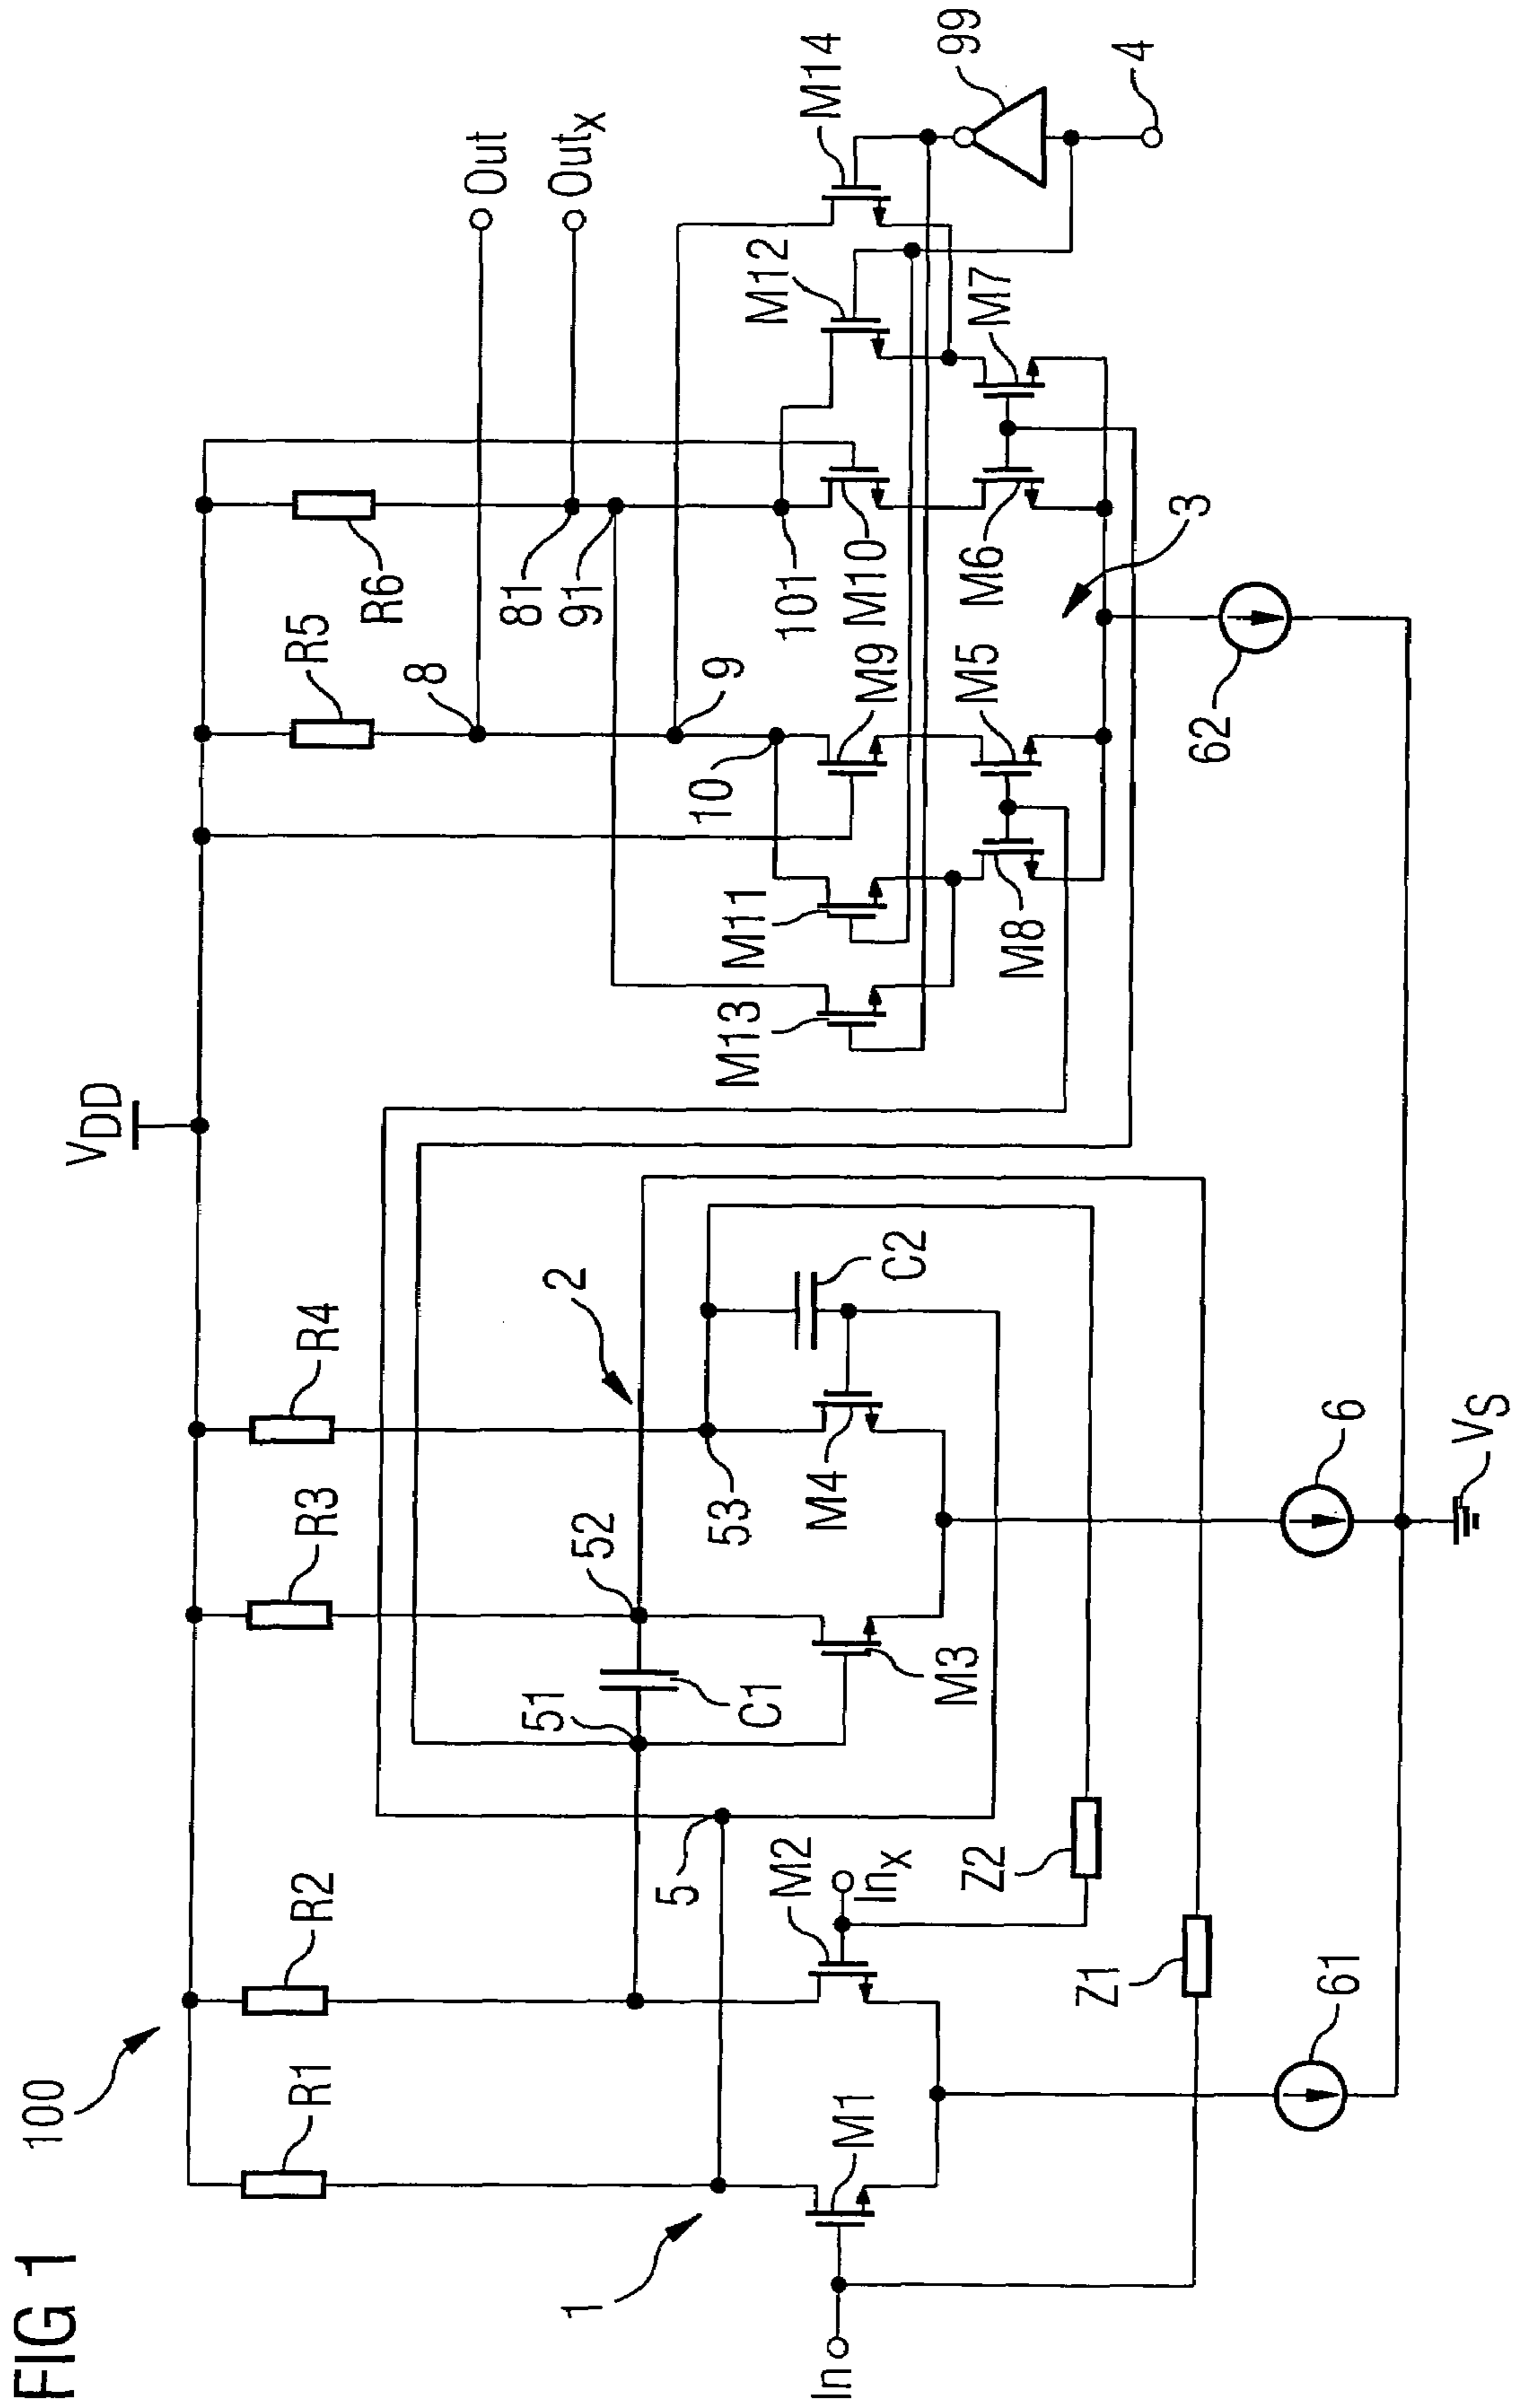 FIG 1
100
V_DD
R1
R2
R3
R4
R5
R6
Out
Out_X
8
81
91
9
10
101
2
52
51
C1
53
C2
5
M13
M11
M9
M10
M12
M14
99
4
M4
M3
M8
M5
M6
M7
3
1
In
M1
M2
In_X
Z2
Z1
61
6
62
V_S